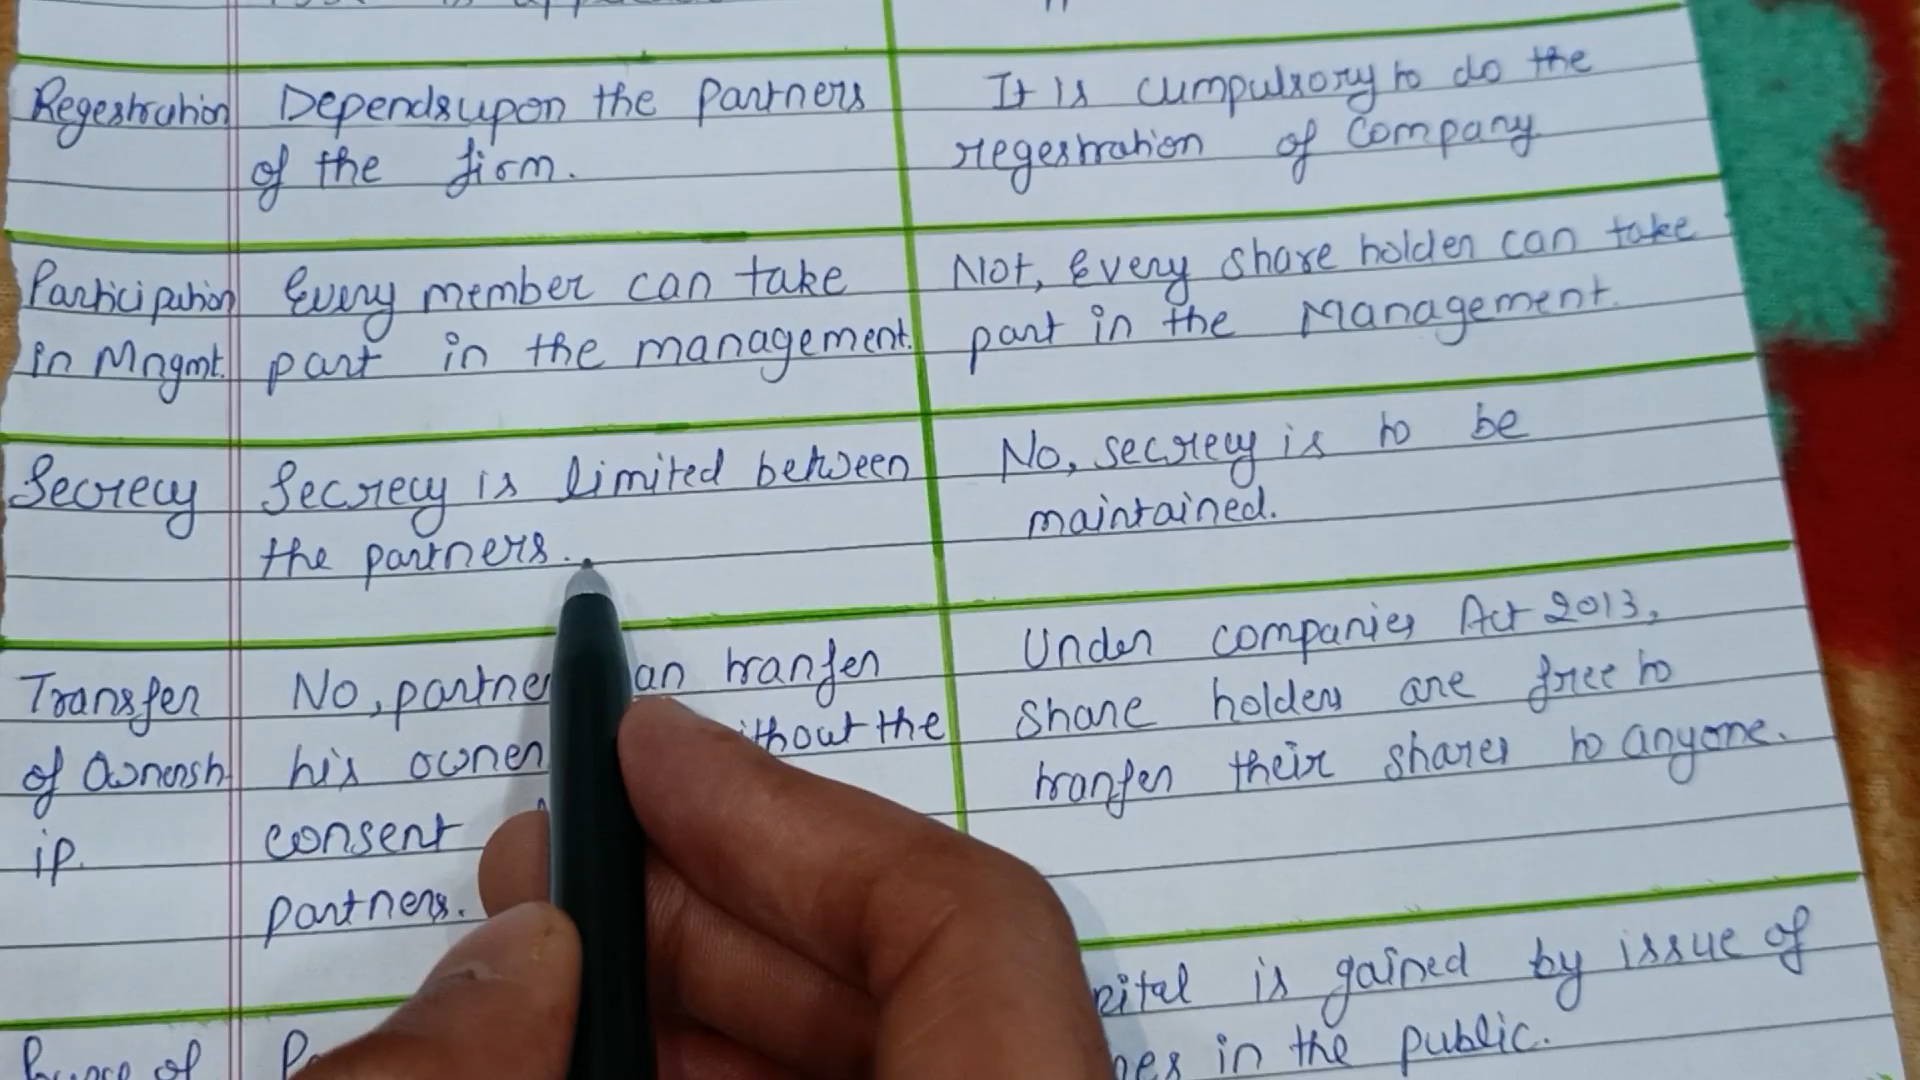 Regestration Dependsupon the partners It is cumpulsory to do the
of the firm. regestration of Company
Participation Every member can take Not, Every share holder can take
in Mngmt. part in the management. part in the Management.
Secrecy Secrecy is limited between No, secrecy is to be
the partners. maintained.
Transfer No, partner an tranfer Under companies Act 2013,
of Ownersh his owner ithout the share holders are free to
ip. consent tranfer their shares to anyone.
partners.
pital is gained by issue of
of in the public.